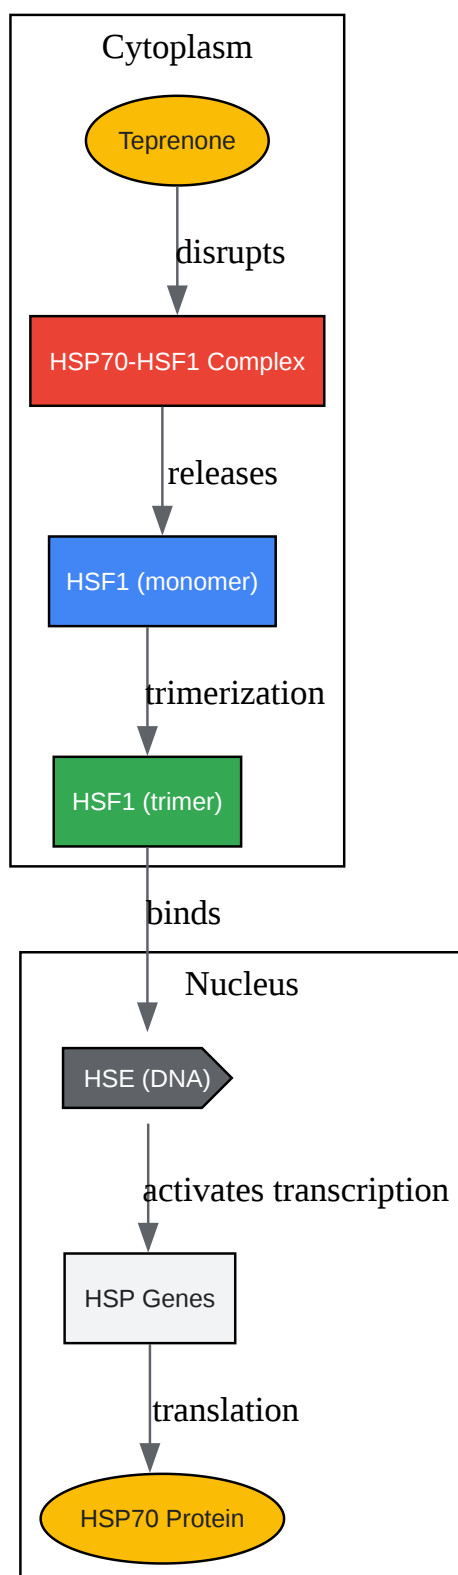 Cytoplasm
Teprenone
disrupts
HSP70-HSF1 Complex
releases
HSF1 (monomer)
trimerization
HSF1 (trimer)
binds
Nucleus
HSE (DNA)
activates transcription
HSP Genes
translation
HSP70 Protein